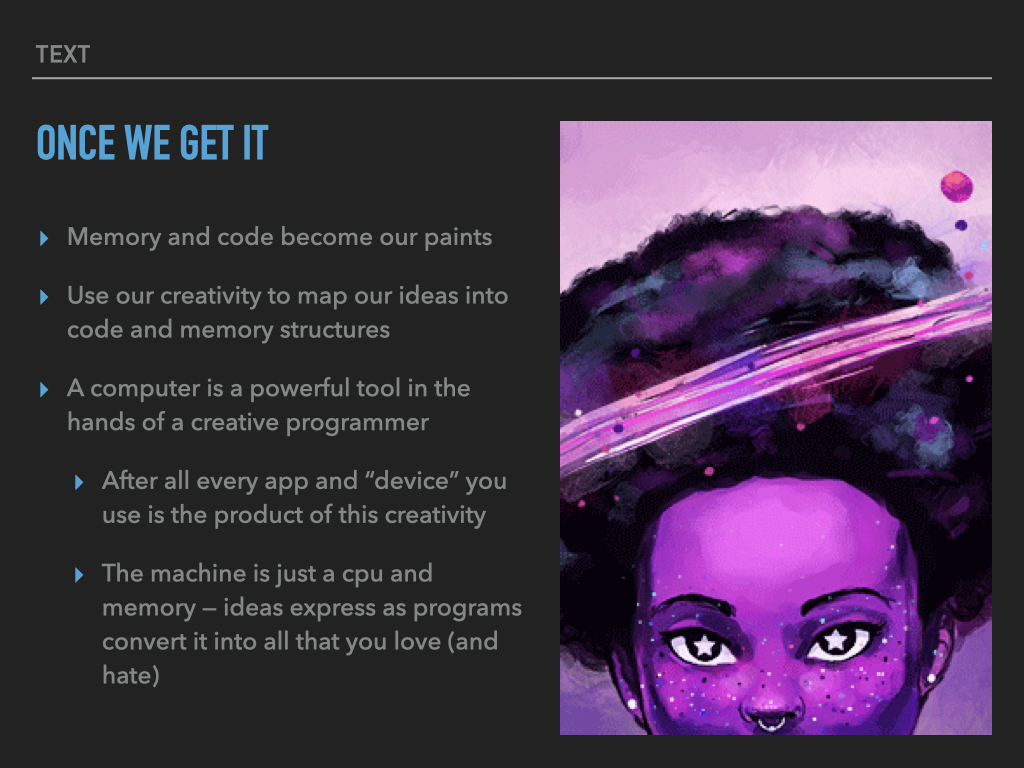 TEXT
ONCE WE GET IT
Memory and code become our paints
Use our creativity to map our ideas into
code and memory structures
A computer is a powerful tool in the
hands of a creative programmer
After all every app and “device” you
use is the product of this creativity
The machine is just a cpu and
memory – ideas express as programs
convert it into all that you love (and
hate)